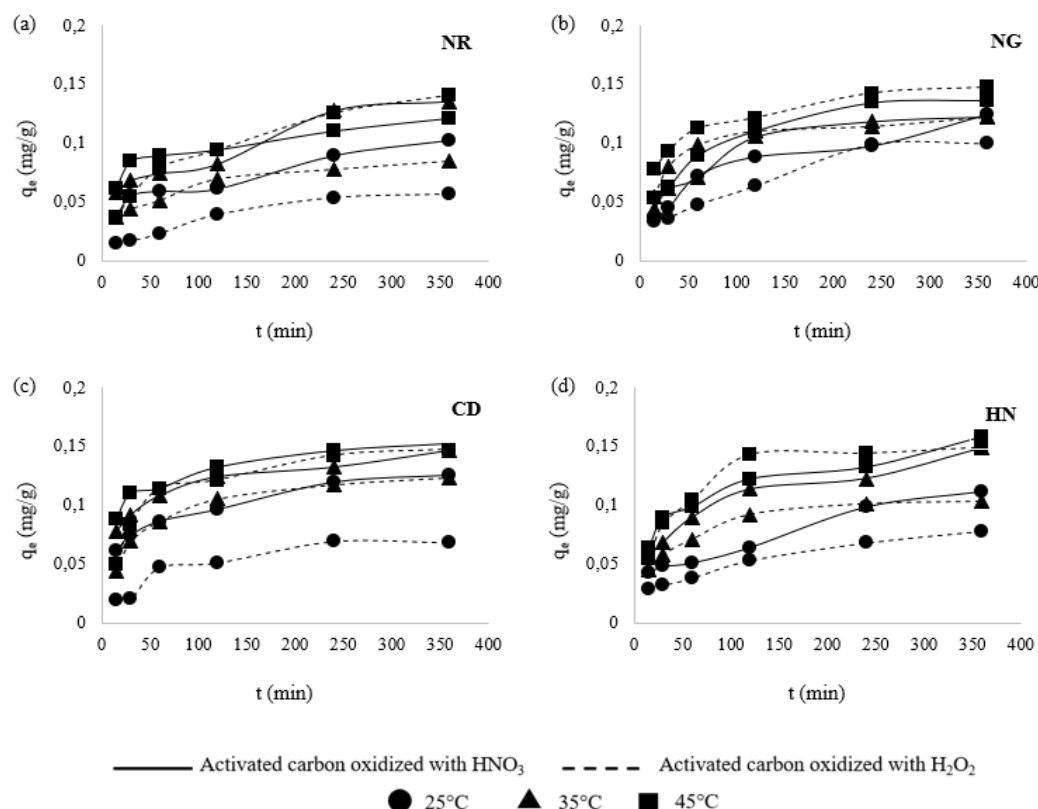 (a)
NR
qₑ (mg/g)
0,2
0,15
0,1
0,05
0
0 50 100 150 200 250 300 350 400
t (min)
(b)
NG
qₑ (mg/g)
0,2
0,15
0,1
0,05
0
0 50 100 150 200 250 300 350 400
t (min)
(c)
CD
qₑ (mg/g)
0,2
0,15
0,1
0,05
0
0 50 100 150 200 250 300 350 400
t (min)
(d)
HN
qₑ (mg/g)
0,2
0,15
0,1
0,05
0
0 50 100 150 200 250 300 350 400
t (min)
Activated carbon oxidized with HNO₃
Activated carbon oxidized with H₂O₂
25°C 35°C 45°C